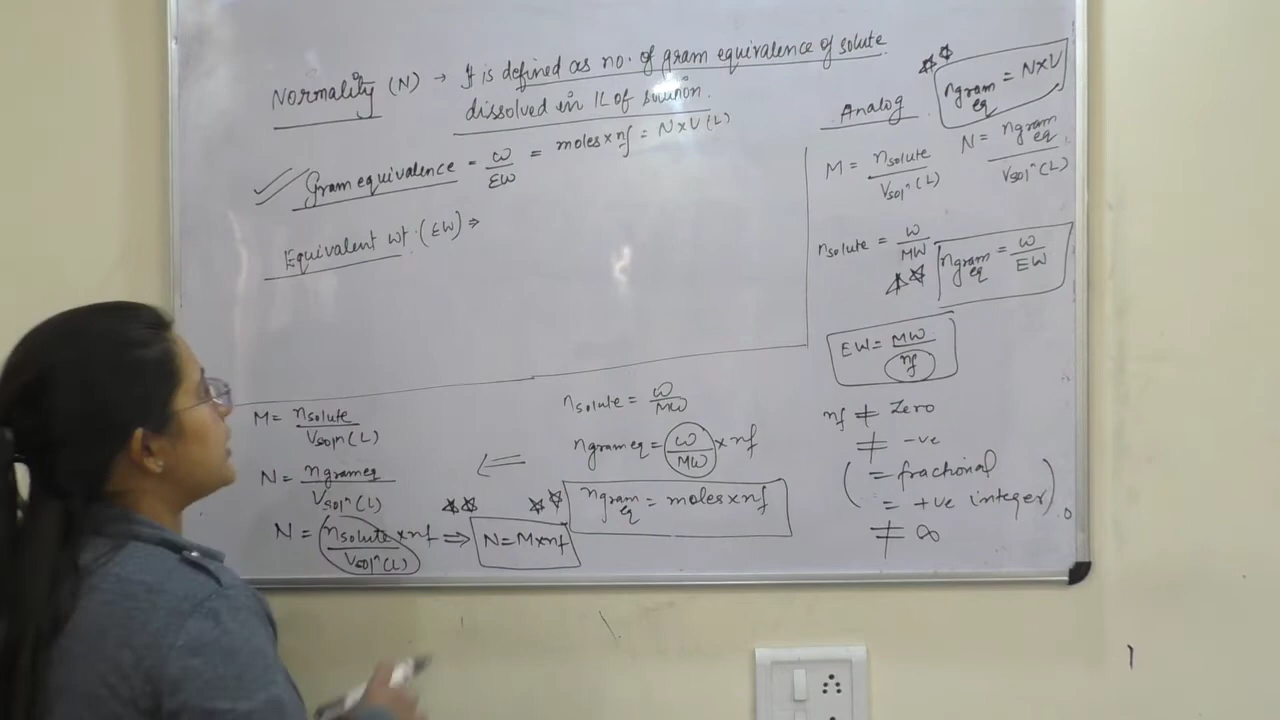 Normality (N) → It is defined as no. of gram equivalence of solute
dissolved in 1L of solution.
Gram equivalence = w/EW = moles × nf = N × V(L)
Equivalent wt. (EW) ⇒
Analog
n gram eq = N×V
M = n solute / V solⁿ (L)
N = n gram eq / V solⁿ (L)
n solute = w/MW
n gram eq = w/EW
EW = MW/nf
nf ≠ Zero
≠ -ve
= fractional
= +ve integer
≠ ∞
M = n solute / V solⁿ (L)
N = n gram eq / V solⁿ (L)
N = n solute / V solⁿ (L) × nf ⇒ N = M×nf
n solute = w/MW
n gram eq = w/MW × nf
n gram eq = moles × nf